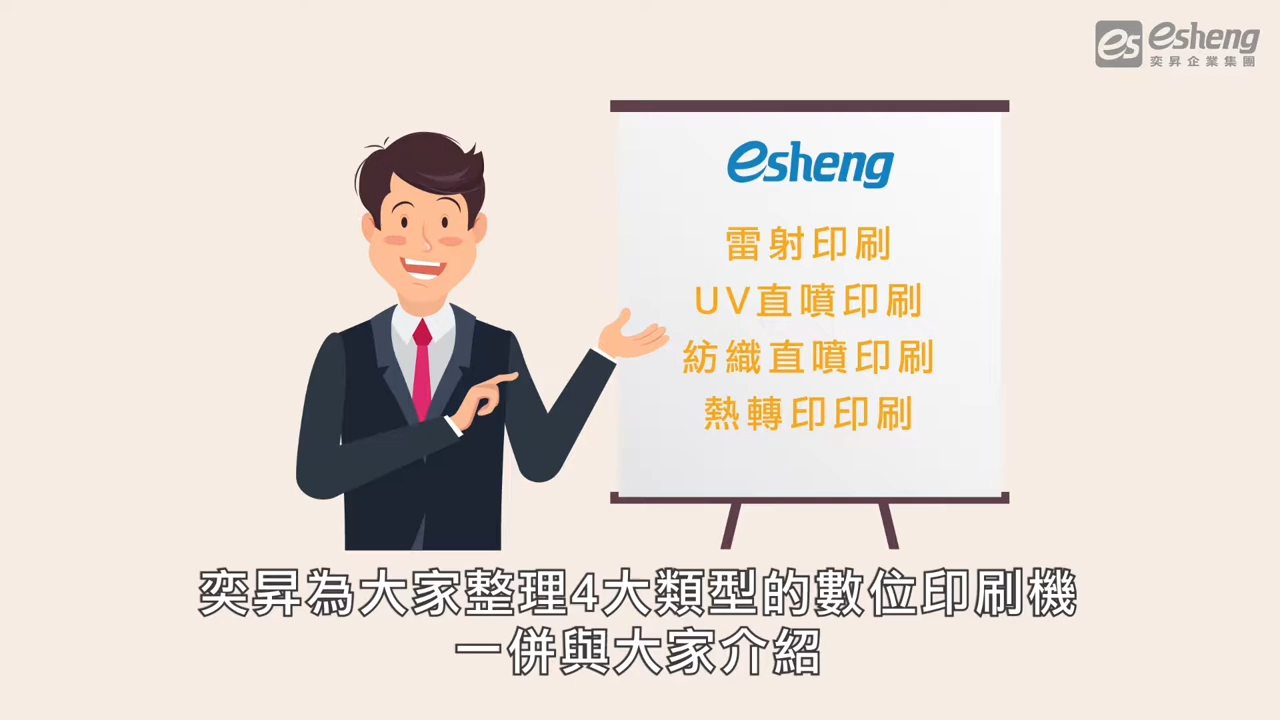 es esheng
奕昇企業集團
esheng
雷射印刷
UV直噴印刷
紡織直噴印刷
熱轉印印刷
奕昇為大家整理4大類型的數位印刷機
一併與大家介紹